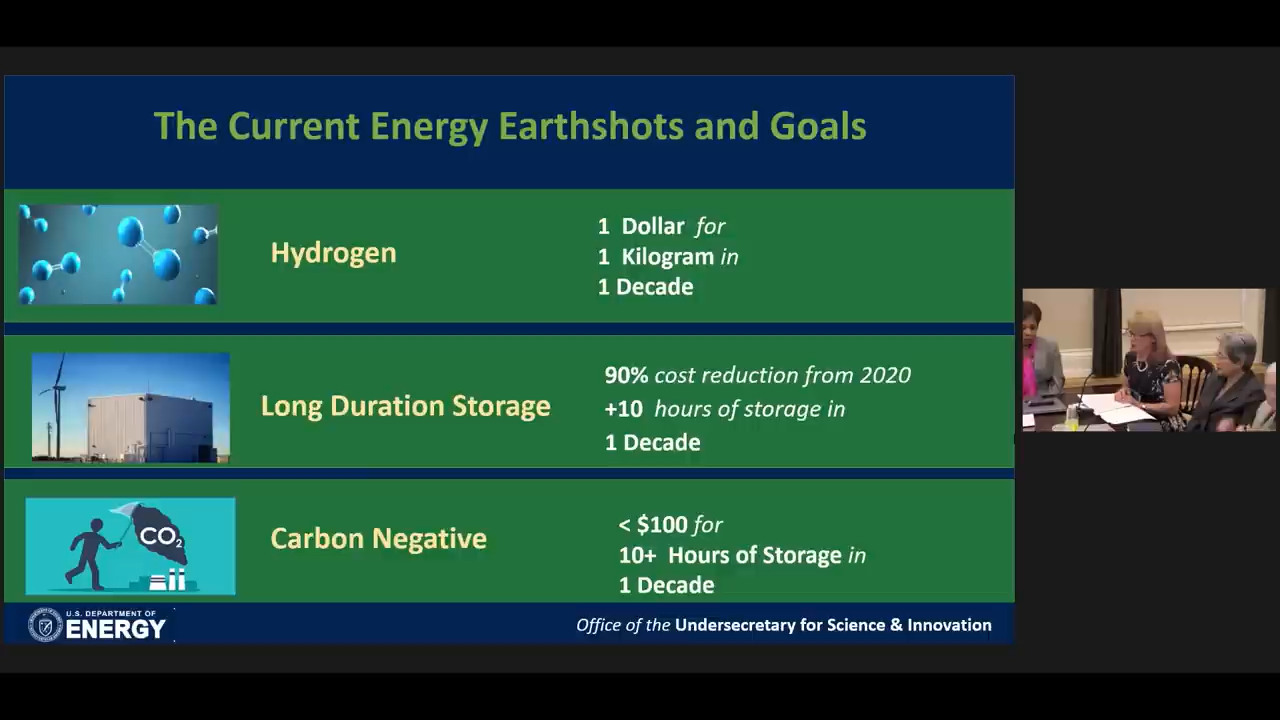 The Current Energy Earthshots and Goals
Hydrogen
1 Dollar for
1 Kilogram in
1 Decade
Long Duration Storage
90% cost reduction from 2020
+10 hours of storage in
1 Decade
CO2
Carbon Negative
< $100 for
10+ Hours of Storage in
1 Decade
U.S. DEPARTMENT OF
ENERGY
Office of the Undersecretary for Science & Innovation